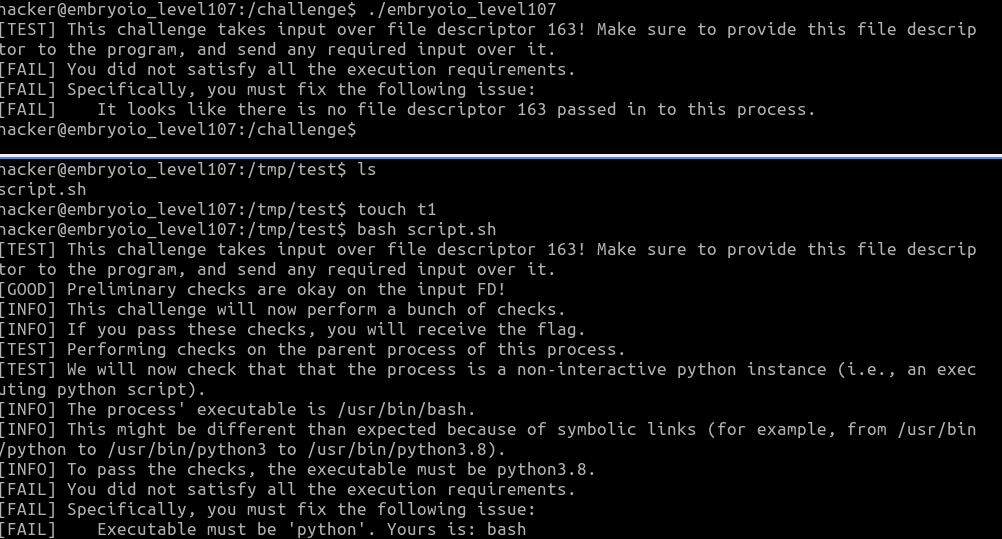 hacker@embryoio_level107:/challenge$ ./embryoio_level107
[TEST] This challenge takes input over file descriptor 163! Make sure to provide this file descrip
tor to the program, and send any required input over it.
[FAIL] You did not satisfy all the execution requirements.
[FAIL] Specifically, you must fix the following issue:
[FAIL]    It looks like there is no file descriptor 163 passed in to this process.
hacker@embryoio_level107:/challenge$
hacker@embryoio_level107:/tmp/test$ ls
script.sh
hacker@embryoio_level107:/tmp/test$ touch t1
hacker@embryoio_level107:/tmp/test$ bash script.sh
[TEST] This challenge takes input over file descriptor 163! Make sure to provide this file descrip
tor to the program, and send any required input over it.
[GOOD] Preliminary checks are okay on the input FD!
[INFO] This challenge will now perform a bunch of checks.
[INFO] If you pass these checks, you will receive the flag.
[TEST] Performing checks on the parent process of this process.
[TEST] We will now check that that the process is a non-interactive python instance (i.e., an exec
uting python script).
[INFO] The process' executable is /usr/bin/bash.
[INFO] This might be different than expected because of symbolic links (for example, from /usr/bin
/python to /usr/bin/python3 to /usr/bin/python3.8).
[INFO] To pass the checks, the executable must be python3.8.
[FAIL] You did not satisfy all the execution requirements.
[FAIL] Specifically, you must fix the following issue:
[FAIL]    Executable must be 'python'. Yours is: bash